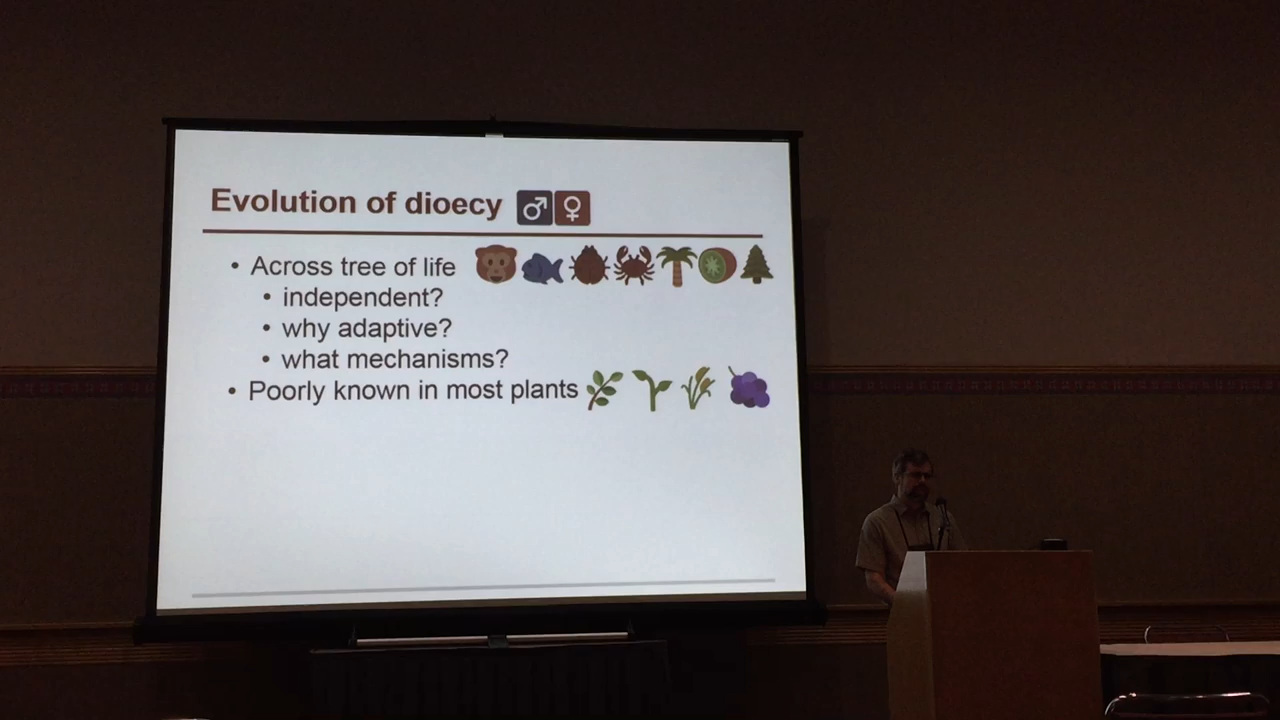 Evolution of dioecy ♂ ♀
• Across tree of life
• independent?
• why adaptive?
• what mechanisms?
• Poorly known in most plants